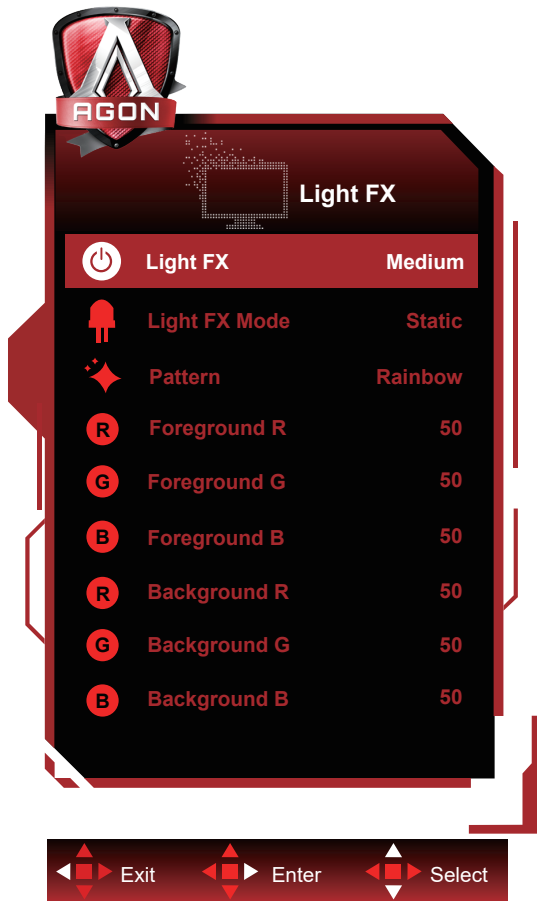 AGON
Light FX
Light FX Medium
Light FX Mode Static
Pattern Rainbow
R Foreground R 50
G Foreground G 50
B Foreground B 50
R Background R 50
G Background G 50
B Background B 50
Exit Enter Select